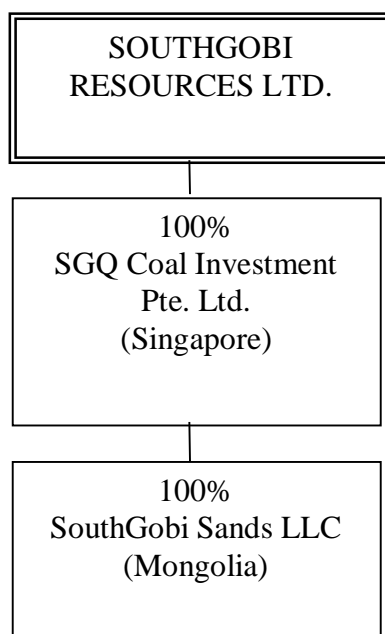 SOUTHGOBI
RESOURCES LTD.
100%
SGQ Coal Investment
Pte. Ltd.
(Singapore)
100%
SouthGobi Sands LLC
(Mongolia)